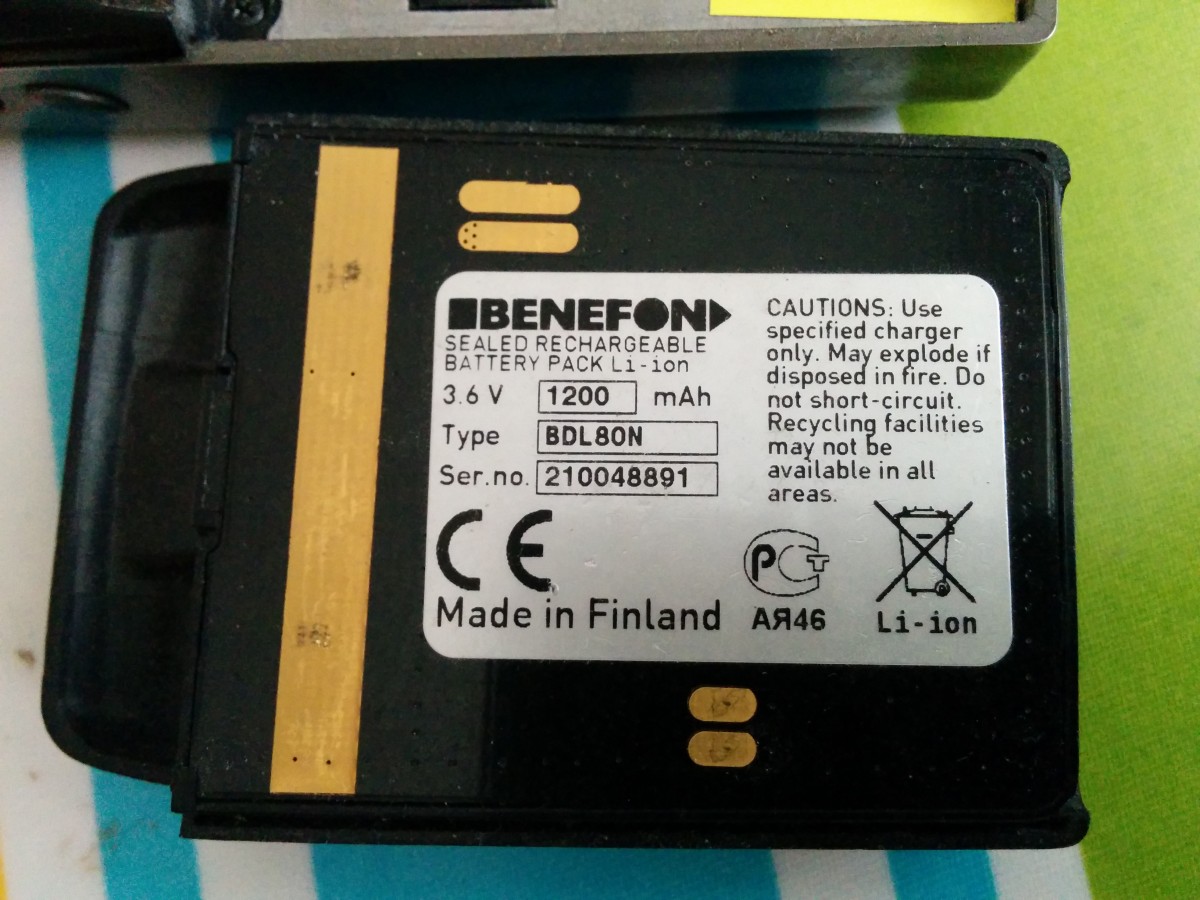 BENEFON
SEALED RECHARGEABLE
BATTERY PACK Li-ion
3.6 V 1200 mAh
Type BDL80N
Ser.no. 210048891
CE
Made in Finland
CAUTIONS: Use
specified charger
only. May explode if
disposed in fire. Do
not short-circuit.
Recycling facilities
may not be
available in all
areas.
РСТ
АЯ46
Li-ion